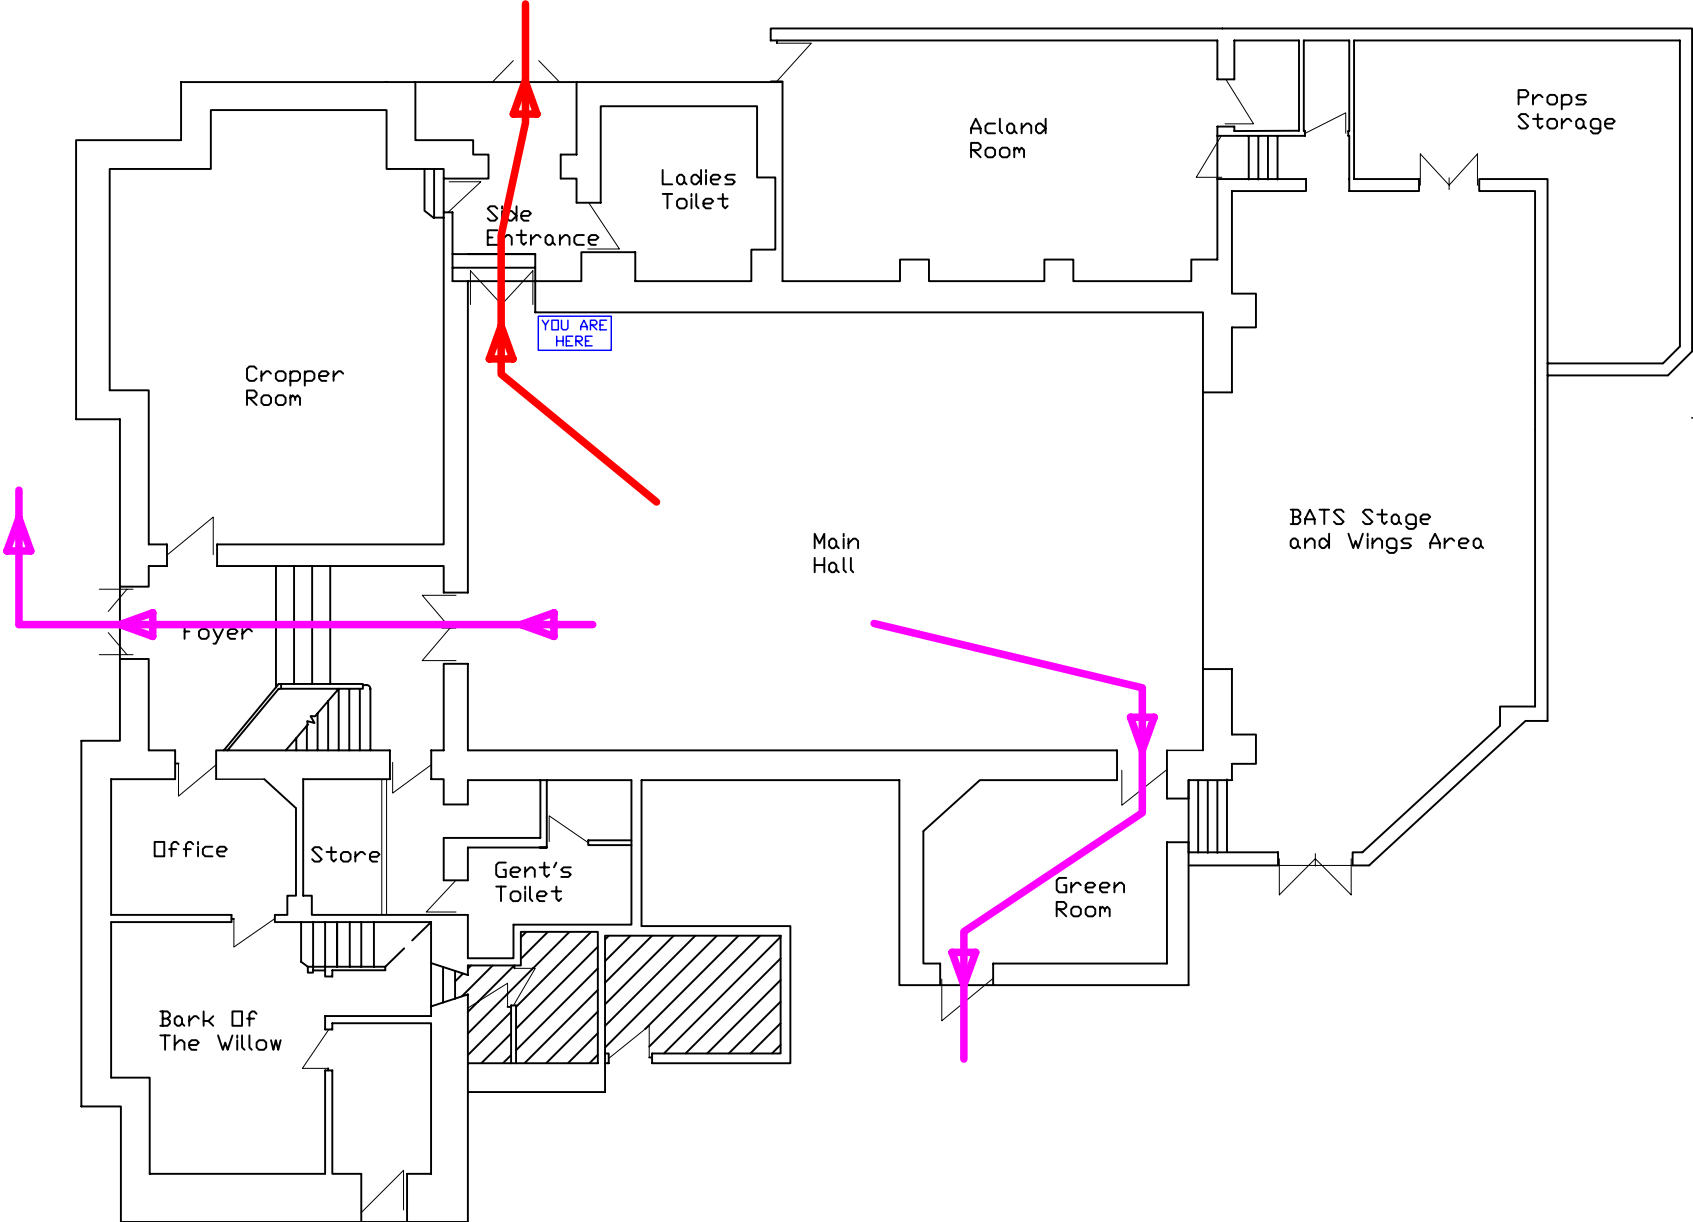 Props
Storage
Acland
Room
Ladies
Toilet
Side
Entrance
YOU ARE
HERE
Cropper
Room
BATS Stage
and Wings Area
Main
Hall
Foyer
Office
Store
Gent's
Toilet
Green
Room
Bark Of
The Willow